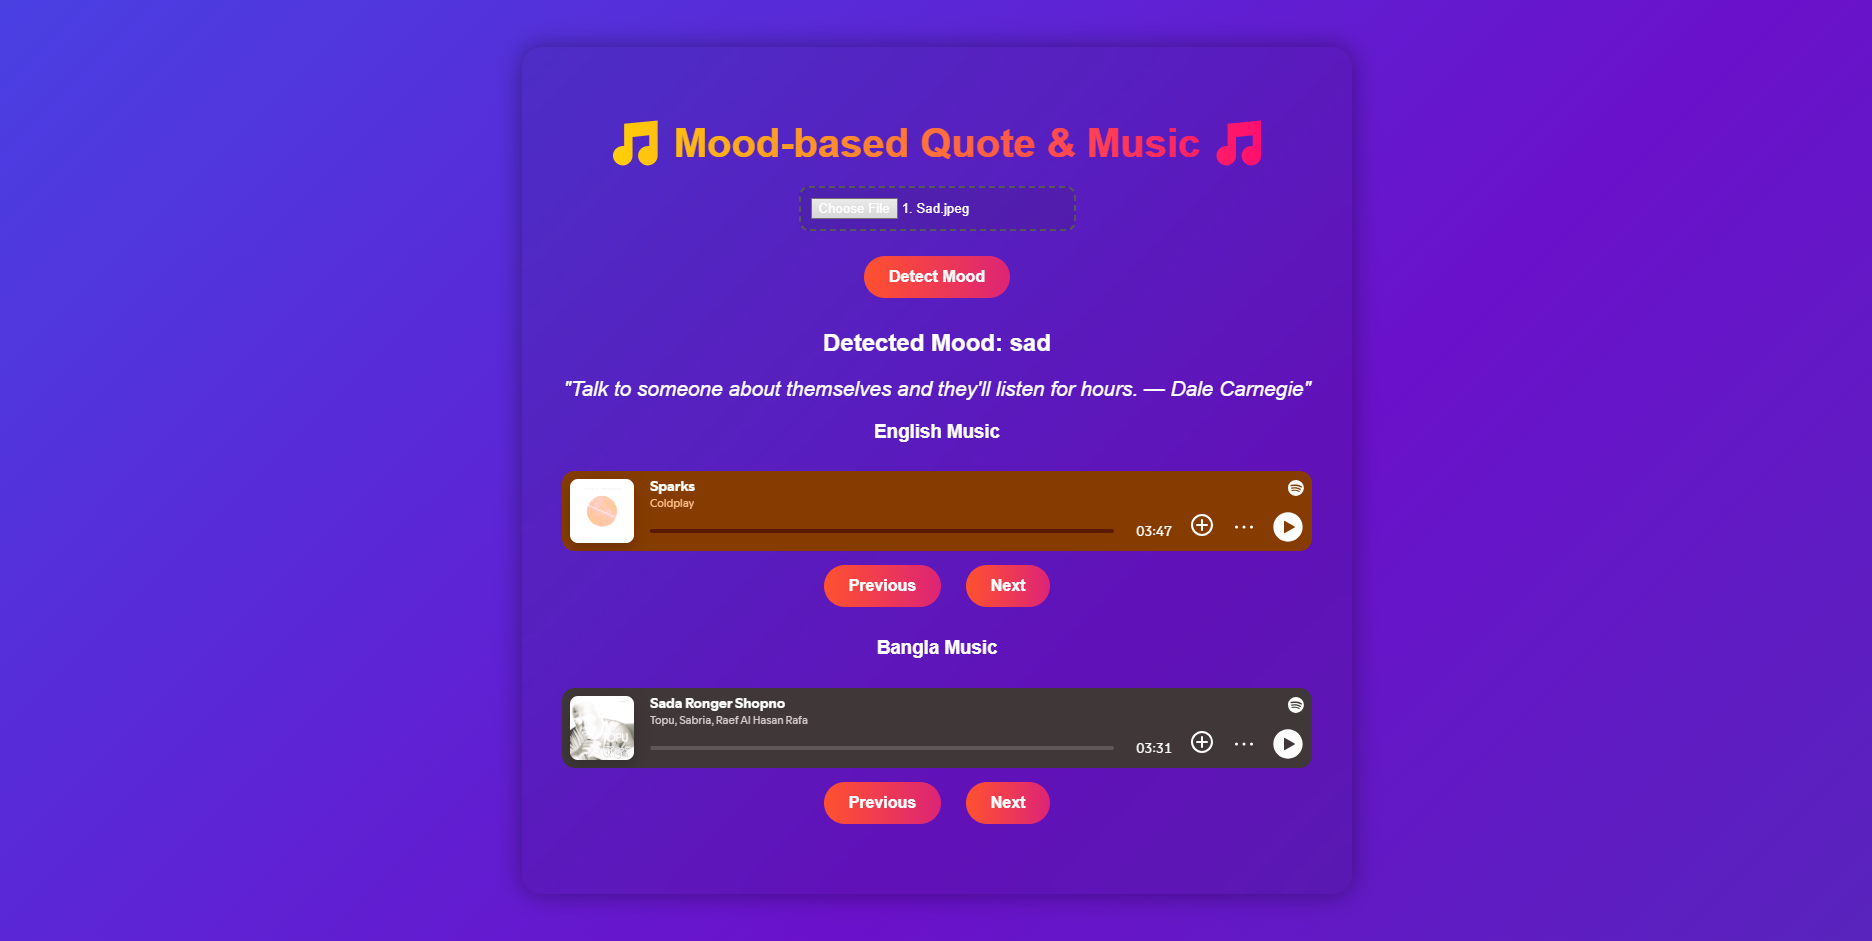 Mood-based Quote & Music
Choose File 1. Sad.jpeg
Detect Mood
Detected Mood: sad
"Talk to someone about themselves and they'll listen for hours. — Dale Carnegie"
English Music
Sparks
Coldplay
03:47
Previous Next
Bangla Music
Sada Ronger Shopno
Topu, Sabria, Raef Al Hasan Rafa
TOPU
03:31
Previous Next